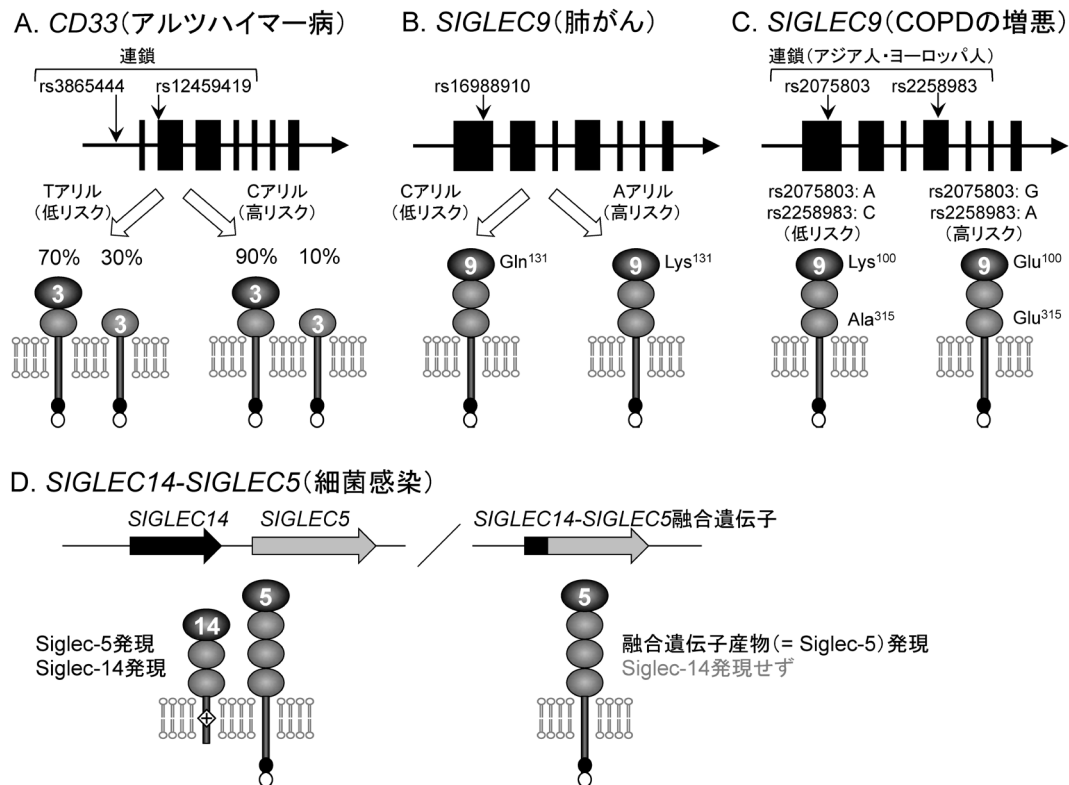 A. CD33（アルツハイマー病）
連鎖
rs3865444
rs12459419
Tアリル
（低リスク）
Cアリル
（高リスク）
70%
30%
90%
10%
3
3
3
3
B. SIGLEC9（肺がん）
rs16988910
Cアリル
（低リスク）
Aアリル
（高リスク）
9
Gln131
9
Lys131
C. SIGLEC9（COPDの増悪）
連鎖（アジア人・ヨーロッパ人）
rs2075803
rs2258983
rs2075803: A
rs2258983: C
（低リスク）
rs2075803: G
rs2258983: A
（高リスク）
9
Lys100
Ala315
9
Glu100
Glu315
D. SIGLEC14-SIGLEC5（細菌感染）
SIGLEC14
SIGLEC5
SIGLEC14-SIGLEC5融合遺伝子
14
5
Siglec-5発現
Siglec-14発現
5
融合遺伝子産物（= Siglec-5）発現
Siglec-14発現せず